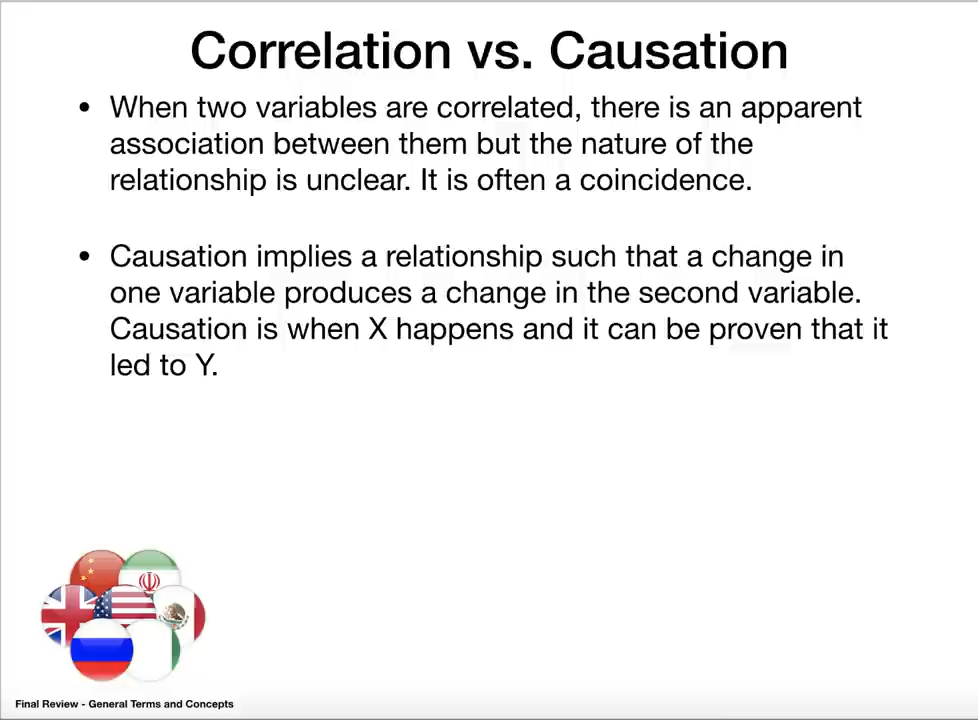 Correlation vs. Causation
• When two variables are correlated, there is an apparent
association between them but the nature of the
relationship is unclear. It is often a coincidence.
• Causation implies a relationship such that a change in
one variable produces a change in the second variable.
Causation is when X happens and it can be proven that it
led to Y.
Final Review - General Terms and Concepts